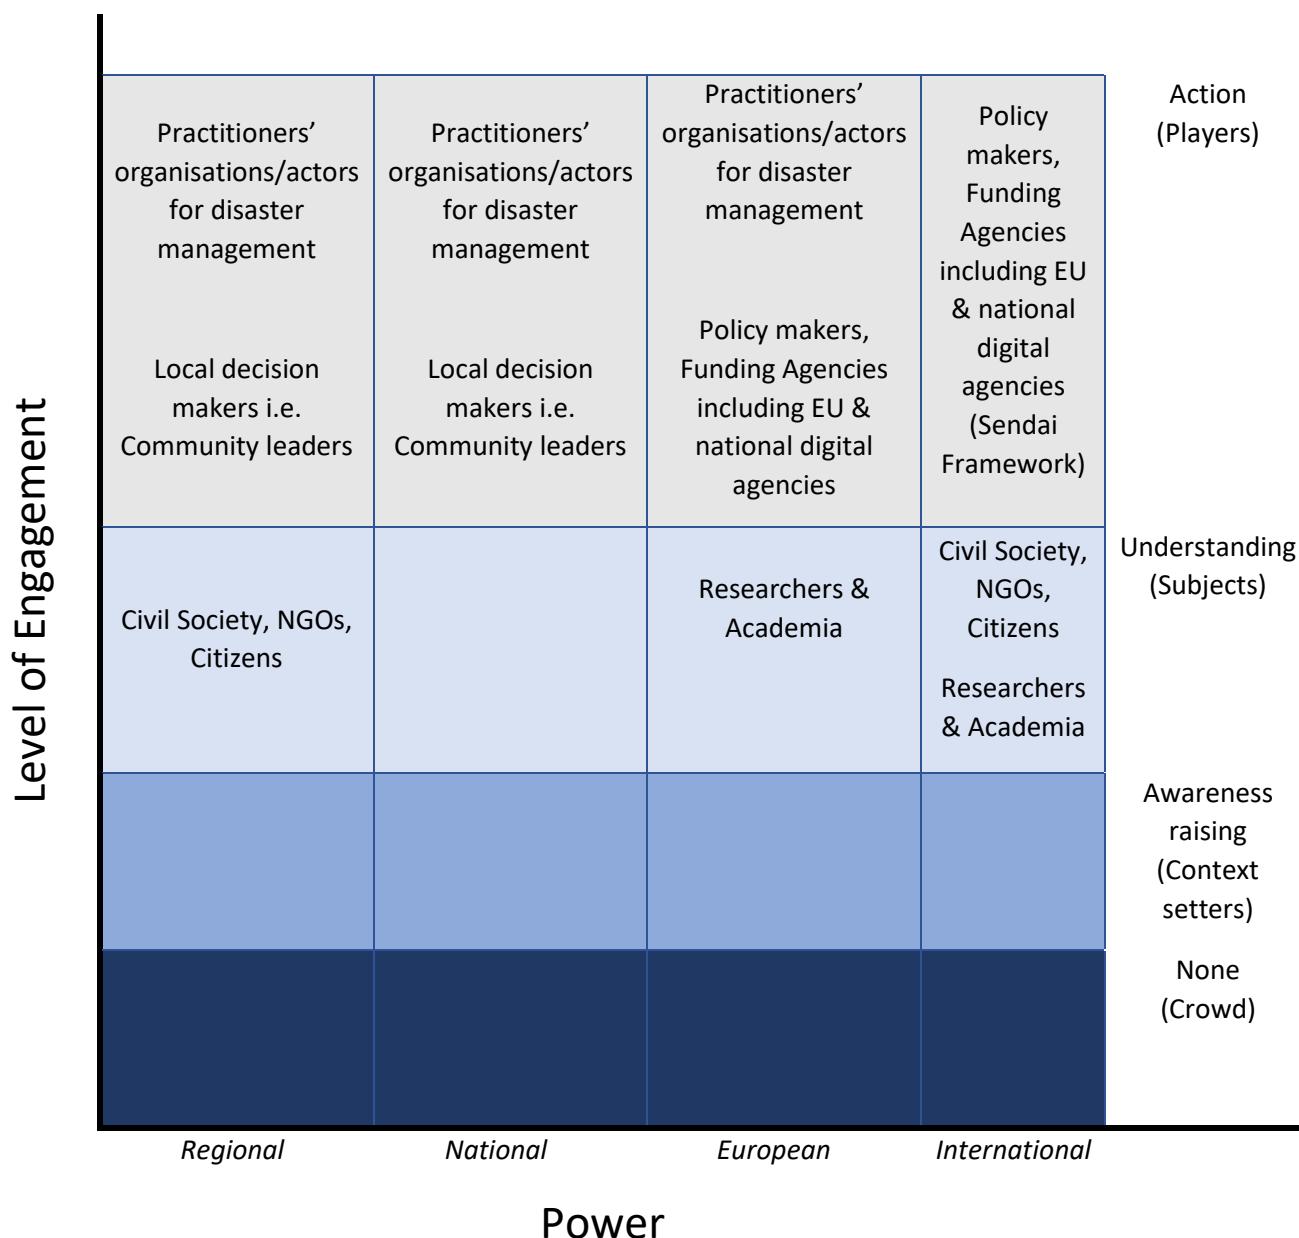 Level of Engagement
Practitioners’
organisations/actors
for disaster
management
Local decision
makers i.e.
Community leaders
Practitioners’
organisations/actors
for disaster
management
Local decision
makers i.e.
Community leaders
Practitioners’
organisations/actors
for disaster
management
Policy makers,
Funding Agencies
including EU &
national digital
agencies
Policy
makers,
Funding
Agencies
including EU
& national
digital
agencies
(Sendai
Framework)
Action
(Players)
Civil Society, NGOs,
Citizens
Researchers &
Academia
Civil Society,
NGOs,
Citizens
Researchers
& Academia
Understanding
(Subjects)
Awareness
raising
(Context
setters)
None
(Crowd)
Regional
National
European
International
Power